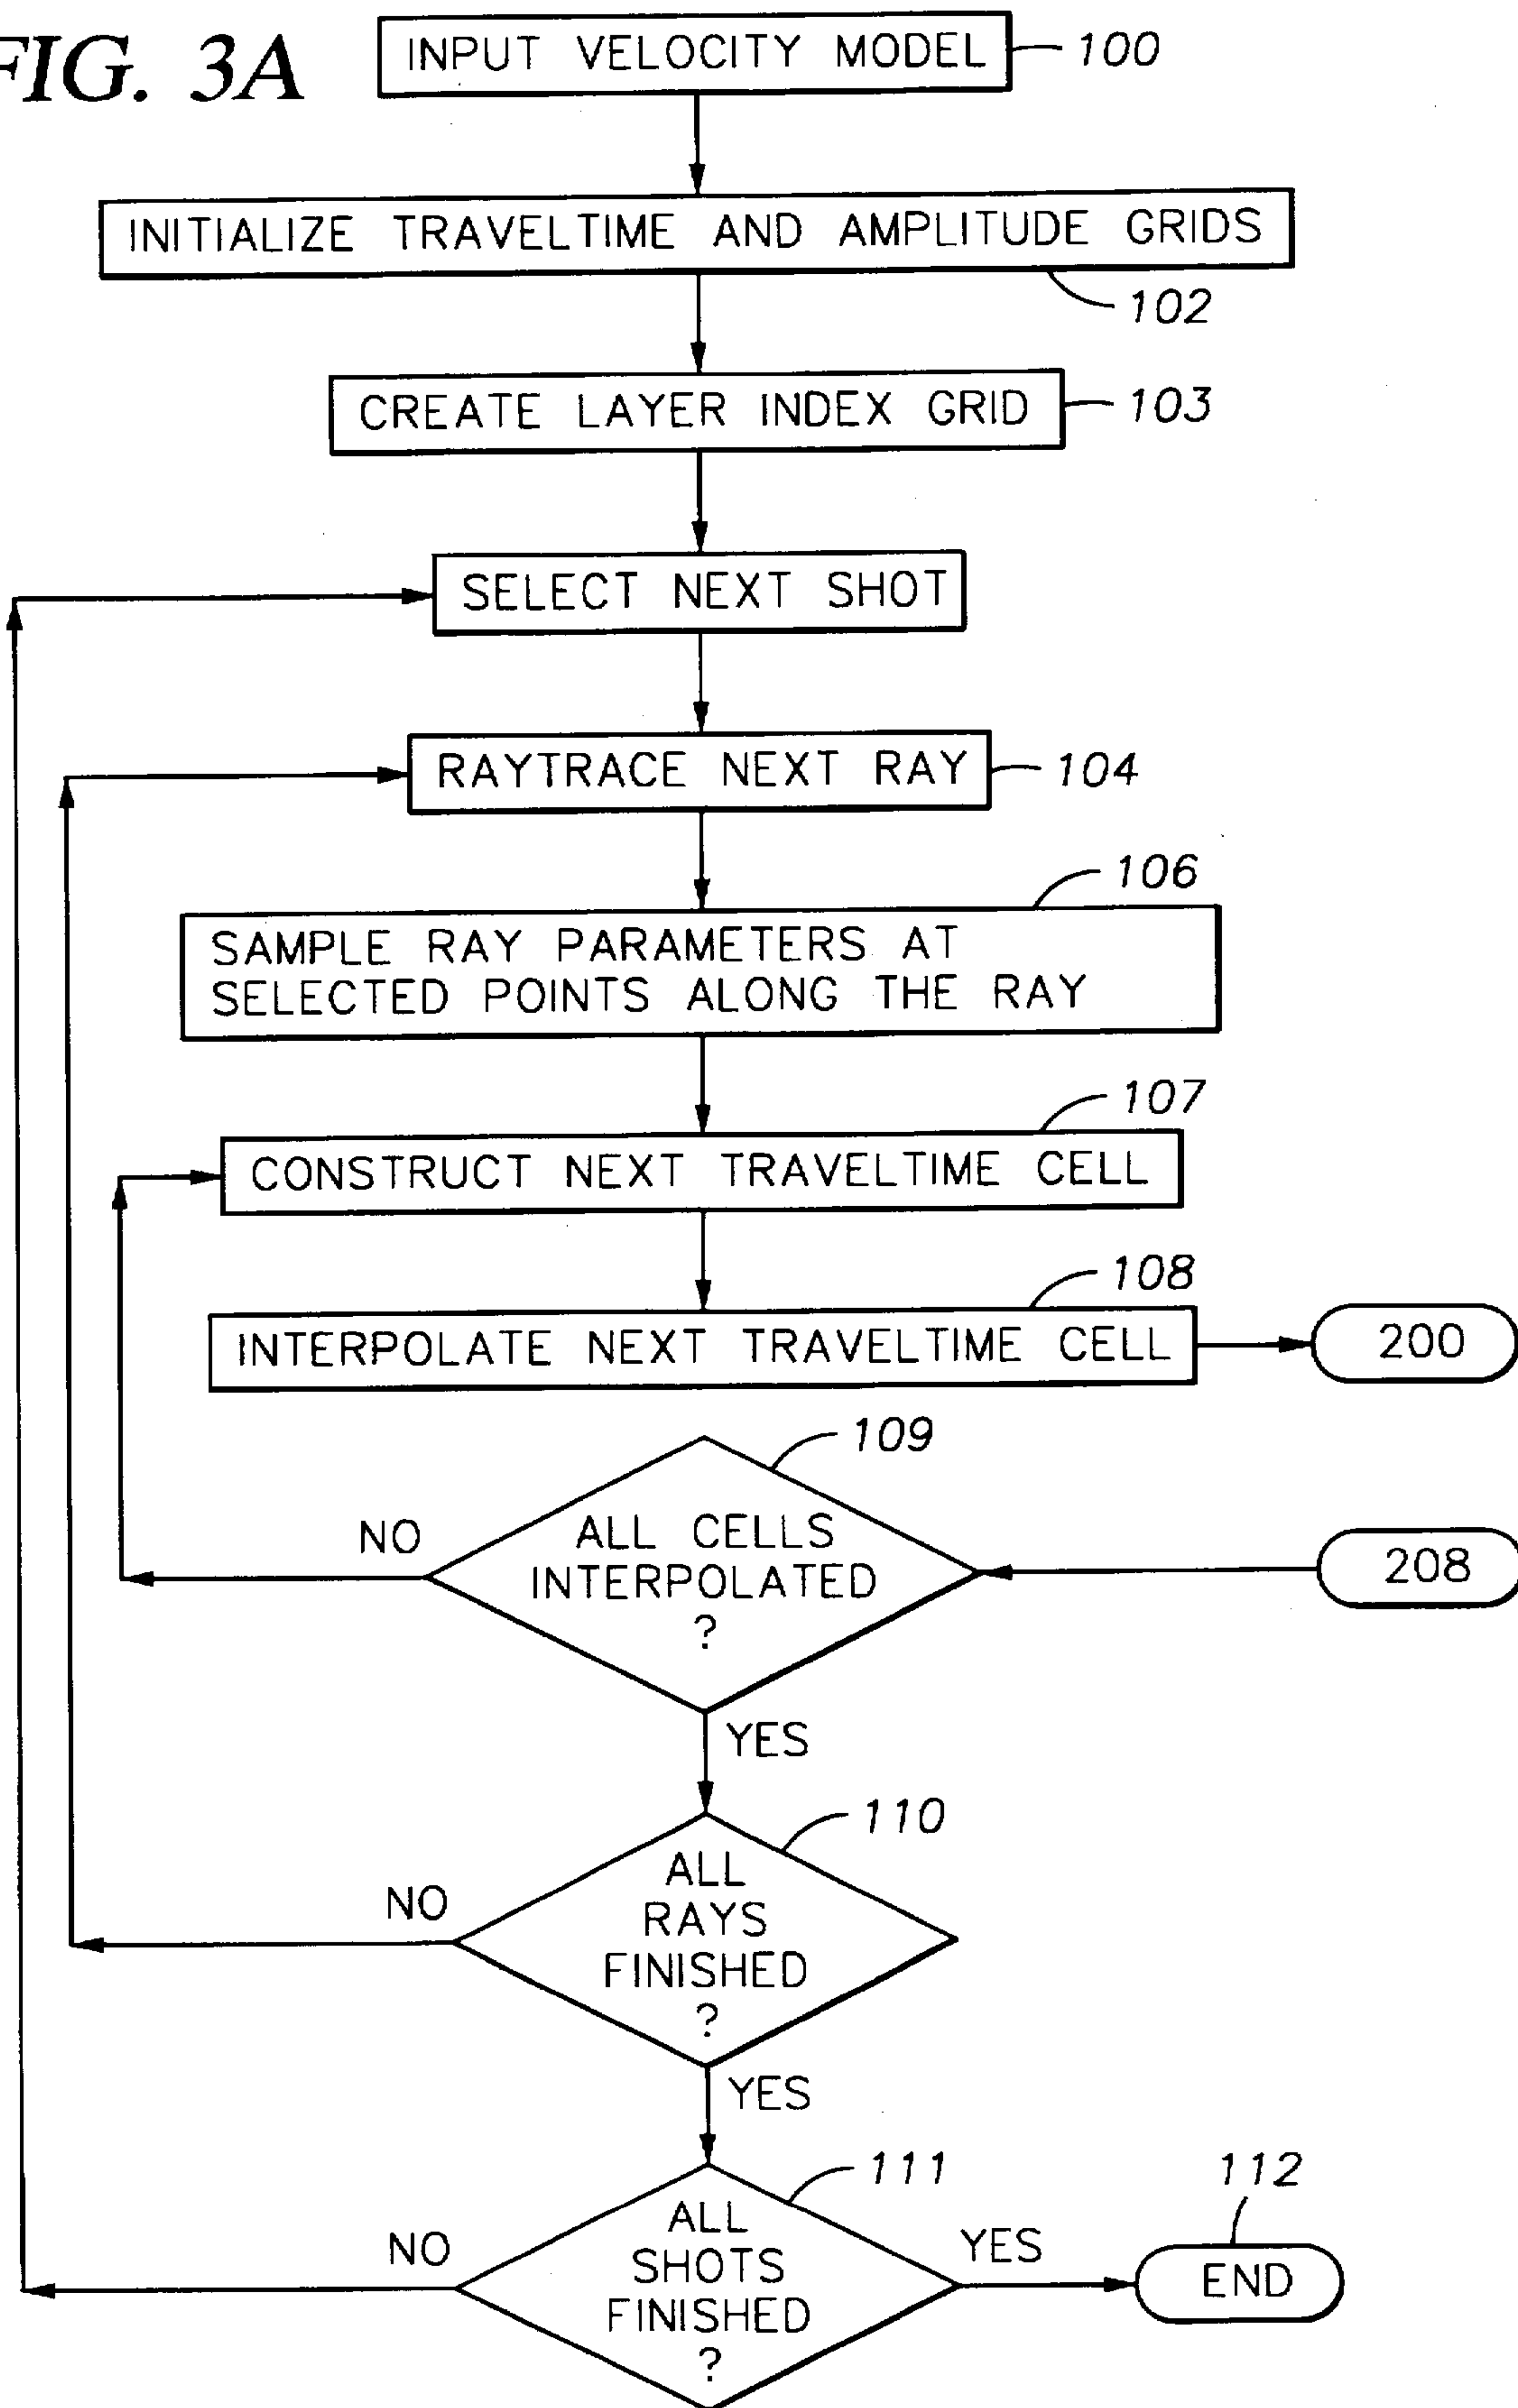 FIG. 3A
INPUT VELOCITY MODEL
100
INITIALIZE TRAVELTIME AND AMPLITUDE GRIDS
102
CREATE LAYER INDEX GRID
103
SELECT NEXT SHOT
RAYTRACE NEXT RAY
104
106
SAMPLE RAY PARAMETERS AT
SELECTED POINTS ALONG THE RAY
107
CONSTRUCT NEXT TRAVELTIME CELL
108
INTERPOLATE NEXT TRAVELTIME CELL
200
109
NO
ALL CELLS
INTERPOLATED
?
208
YES
110
NO
ALL
RAYS
FINISHED
?
YES
111
112
NO
ALL
SHOTS
FINISHED
?
YES
END